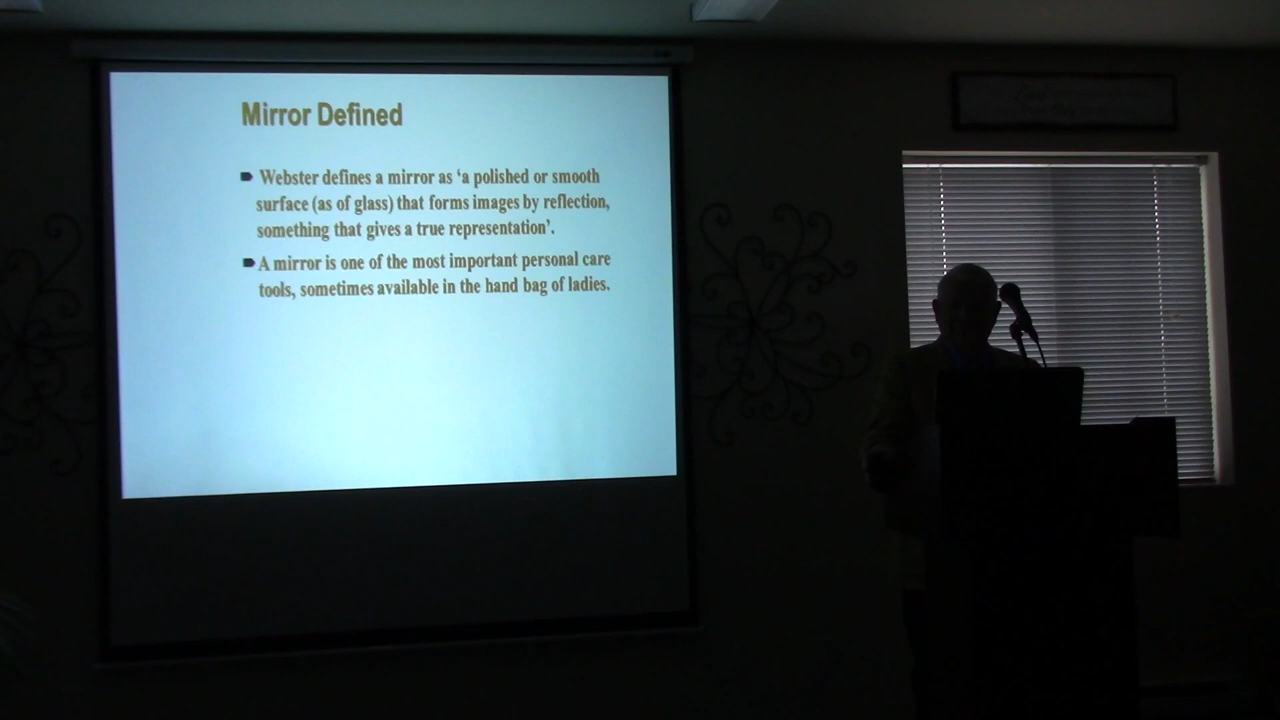 Mirror Defined
Webster defines a mirror as ‘a polished or smooth
surface (as of glass) that forms images by reflection,
something that gives a true representation’.
A mirror is one of the most important personal care
tools, sometimes available in the hand bag of ladies.